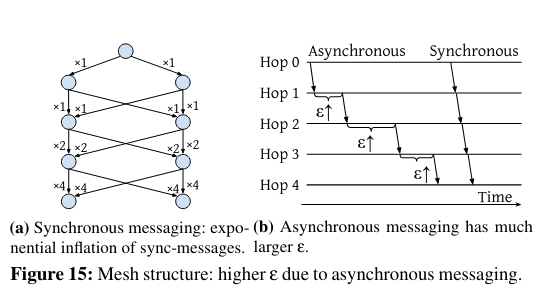 ×1 ×1
×1 ×1 ×1 ×1
×2 ×2 ×2 ×2
×4 ×4 ×4 ×4
Asynchronous Synchronous
Hop 0
Hop 1
ε↑
Hop 2
ε↑
Hop 3
ε↑
Hop 4
Time
(a) Synchronous messaging: expo-
nential inflation of sync-messages.
(b) Asynchronous messaging has much
larger ε.
Figure 15: Mesh structure: higher ε due to asynchronous messaging.